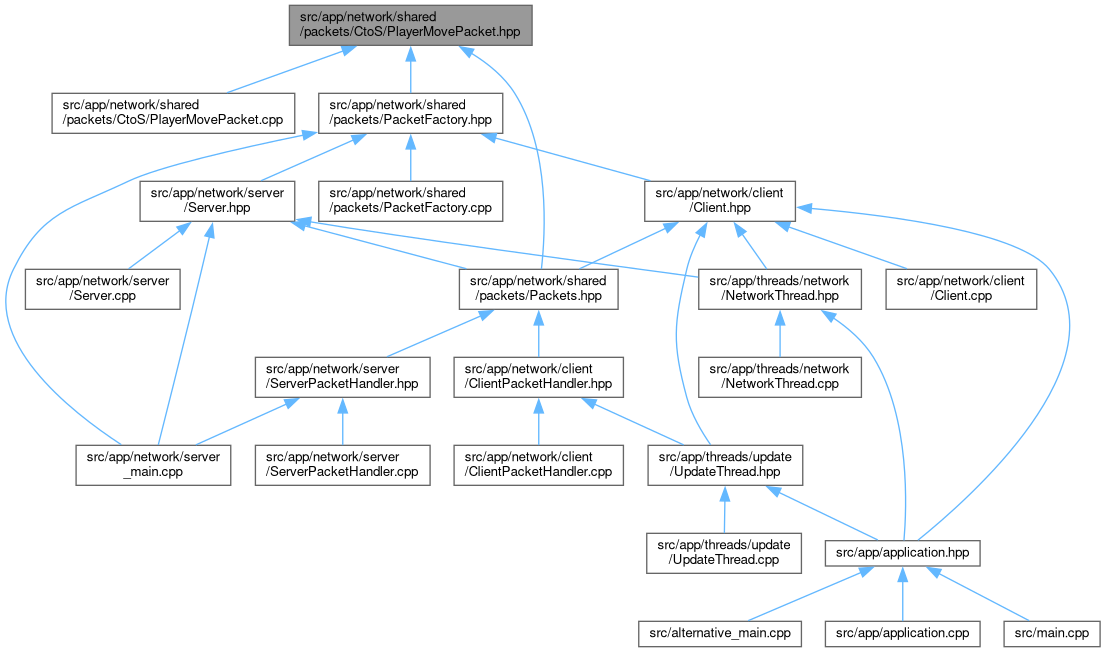 src/app/network/shared
/packets/CtoS/PlayerMovePacket.hpp
src/app/network/shared
/packets/CtoS/PlayerMovePacket.cpp
src/app/network/shared
/packets/PacketFactory.hpp
src/app/network/server
/Server.hpp
src/app/network/shared
/packets/PacketFactory.cpp
src/app/network/client
/Client.hpp
src/app/network/server
/Server.cpp
src/app/network/shared
/packets/Packets.hpp
src/app/threads/network
/NetworkThread.hpp
src/app/network/client
/Client.cpp
src/app/network/server
/ServerPacketHandler.hpp
src/app/network/client
/ClientPacketHandler.hpp
src/app/threads/network
/NetworkThread.cpp
src/app/network/server
_main.cpp
src/app/network/server
/ServerPacketHandler.cpp
src/app/network/client
/ClientPacketHandler.cpp
src/app/threads/update
/UpdateThread.hpp
src/app/threads/update
/UpdateThread.cpp
src/app/application.hpp
src/alternative_main.cpp
src/app/application.cpp
src/main.cpp